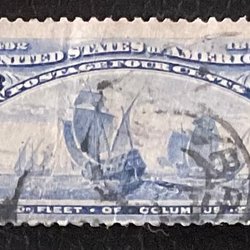 UNITED STATES OF AMERICA
POSTAGE FOUR CENTS
FLEET · OF · COLUMBUS